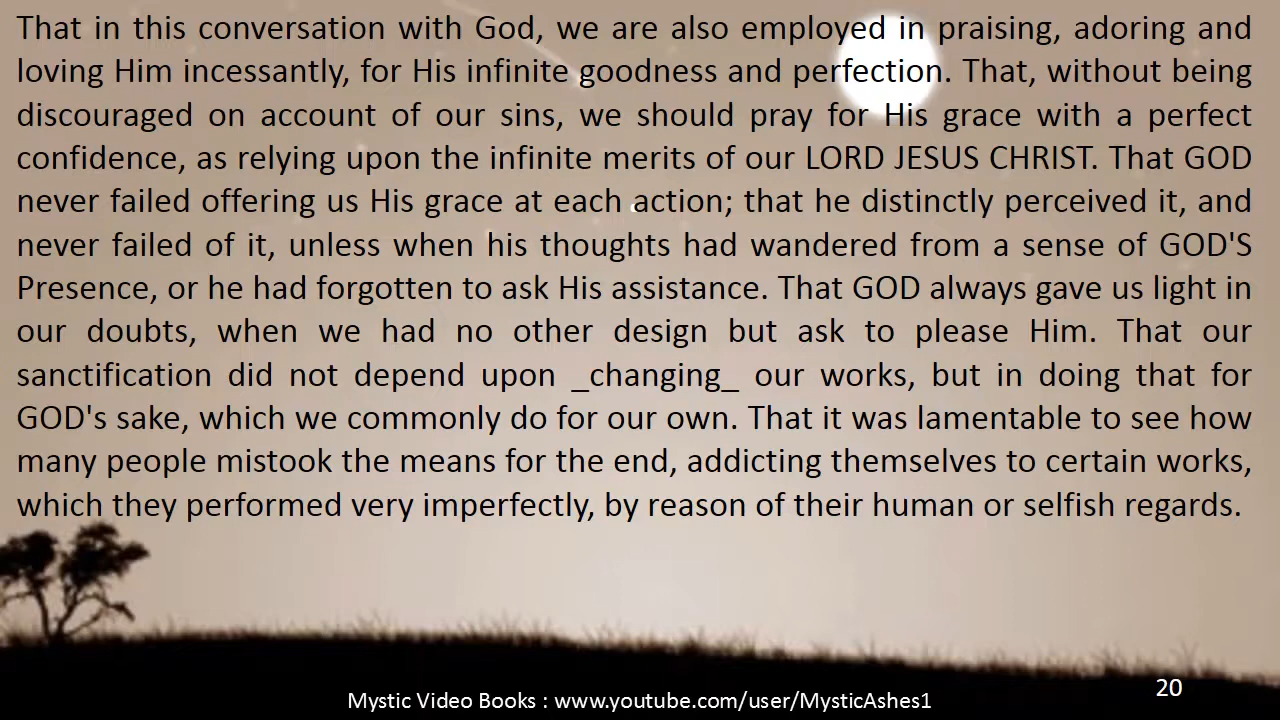 That in this conversation with God, we are also employed in praising, adoring and
loving Him incessantly, for His infinite goodness and perfection. That, without being
discouraged on account of our sins, we should pray for His grace with a perfect
confidence, as relying upon the infinite merits of our LORD JESUS CHRIST. That GOD
never failed offering us His grace at each action; that he distinctly perceived it, and
never failed of it, unless when his thoughts had wandered from a sense of GOD'S
Presence, or he had forgotten to ask His assistance. That GOD always gave us light in
our doubts, when we had no other design but ask to please Him. That our
sanctification did not depend upon _changing_ our works, but in doing that for
GOD's sake, which we commonly do for our own. That it was lamentable to see how
many people mistook the means for the end, addicting themselves to certain works,
which they performed very imperfectly, by reason of their human or selfish regards.
20
Mystic Video Books : www.youtube.com/user/MysticAshes1